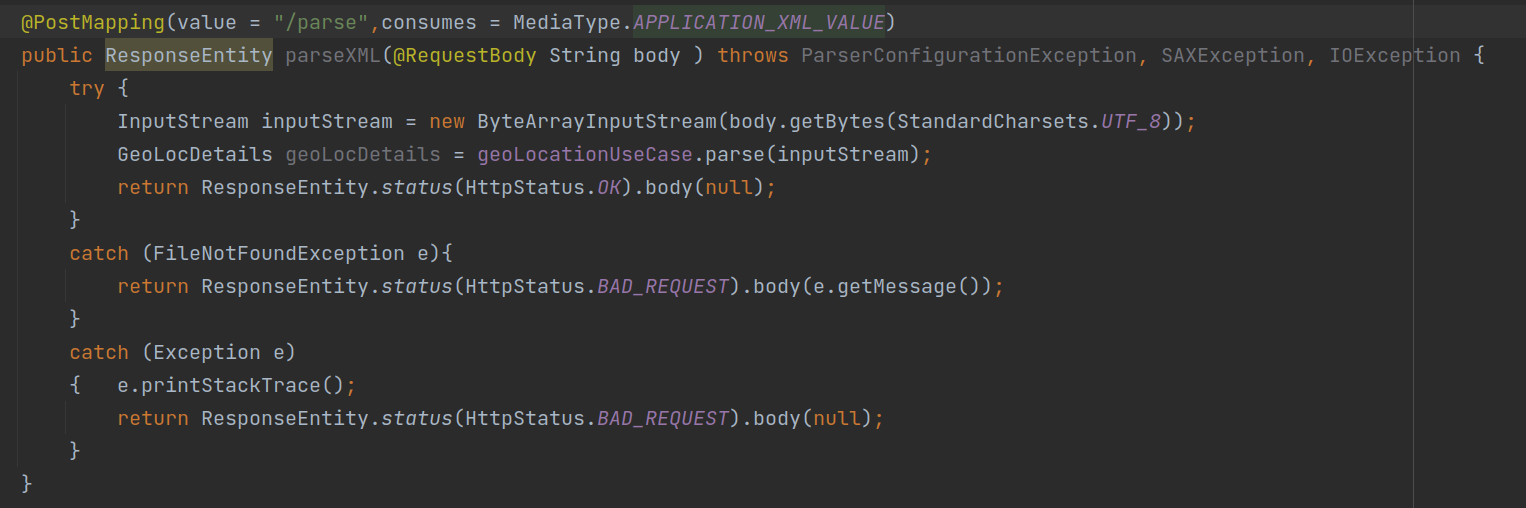 @PostMapping(value = "/parse",consumes = MediaType.APPLICATION_XML_VALUE)
public ResponseEntity parseXML(@RequestBody String body ) throws ParserConfigurationException, SAXException, IOException {
try {
InputStream inputStream = new ByteArrayInputStream(body.getBytes(StandardCharsets.UTF_8));
GeoLocDetails geoLocDetails = geoLocationUseCase.parse(inputStream);
return ResponseEntity.status(HttpStatus.OK).body(null);
}
catch (FileNotFoundException e){
return ResponseEntity.status(HttpStatus.BAD_REQUEST).body(e.getMessage());
}
catch (Exception e)
{   e.printStackTrace();
return ResponseEntity.status(HttpStatus.BAD_REQUEST).body(null);
}
}